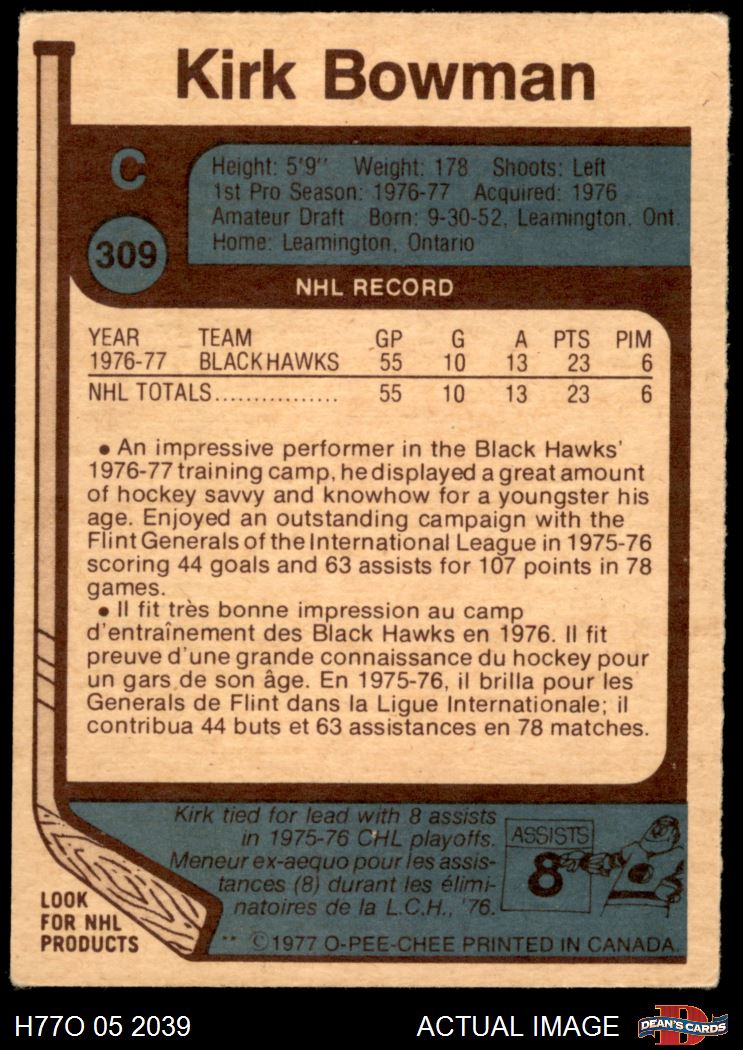 Kirk Bowman
C
309
Height: 5'9" Weight: 178 Shoots: Left
1st Pro Season: 1976-77 Acquired: 1976
Amateur Draft Born: 9-30-52, Leamington, Ont.
Home: Leamington, Ontario
NHL RECORD
YEAR TEAM GP G A PTS PIM
1976-77 BLACK HAWKS 55 10 13 23 6
NHL TOTALS................ 55 10 13 23 6
● An impressive performer in the Black Hawks'
1976-77 training camp, he displayed a great amount
of hockey savvy and knowhow for a youngster his
age. Enjoyed an outstanding campaign with the
Flint Generals of the International League in 1975-76
scoring 44 goals and 63 assists for 107 points in 78
games.
● Il fit très bonne impression au camp
d'entraînement des Black Hawks en 1976. Il fit
preuve d'une grande connaissance du hockey pour
un gars de son âge. En 1975-76, il brilla pour les
Generals de Flint dans la Ligue Internationale; il
contribua 44 buts et 63 assistances en 78 matches.
Kirk tied for lead with 8 assists
in 1975-76 CHL playoffs.
Meneur ex-aequo pour les assis-
tances (8) durant les élimi-
natoires de la L.C.H., '76.
ASSISTS
8
LOOK
FOR NHL
PRODUCTS
** ©1977 O-PEE-CHEE PRINTED IN CANADA.
H77O 05 2039 ACTUAL IMAGE
D
DEAN'S CARDS